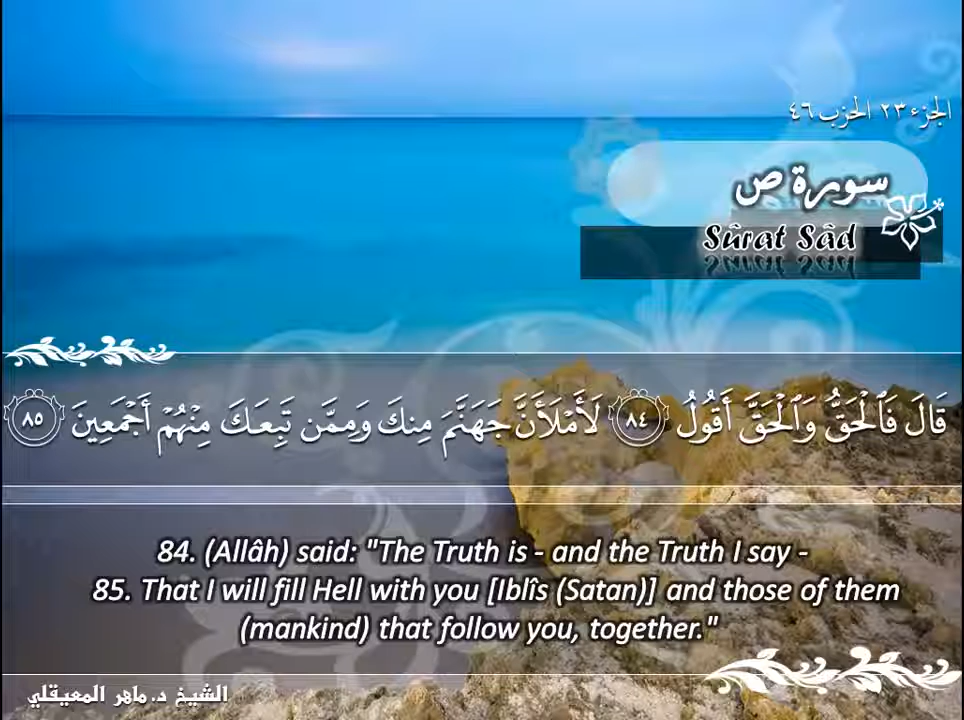 الجزء ٢٣ الحزب ٤٦
سورة ص
Sûrat Sâd
قَالَ فَٱلْحَقُّ وَٱلْحَقَّ أَقُولُ ٨٤ لَأَمْلَأَنَّ جَهَنَّمَ مِنكَ وَمِمَّن تَبِعَكَ مِنْهُمْ أَجْمَعِينَ ٨٥
84. (Allâh) said: "The Truth is - and the Truth I say -
85. That I will fill Hell with you [Iblîs (Satan)] and those of them
(mankind) that follow you, together."
الشيخ د. ماهر المعيقلي